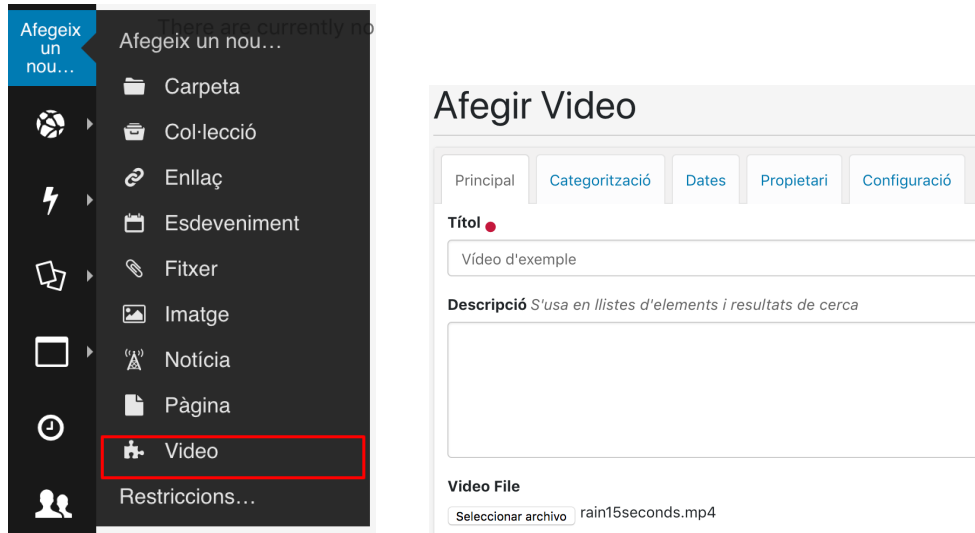 Afegeix
un
nou…
There are currently no
Afegeix un nou…
Carpeta
Col·lecció
Enllaç
Esdeveniment
Fitxer
Imatge
Notícia
Pàgina
Video
Restriccions…
Afegir Video
Principal Categorització Dates Propietari Configuració
Títol
Vídeo d'exemple
Descripció S'usa en llistes d'elements i resultats de cerca
Video File
Seleccionar archivo rain15seconds.mp4